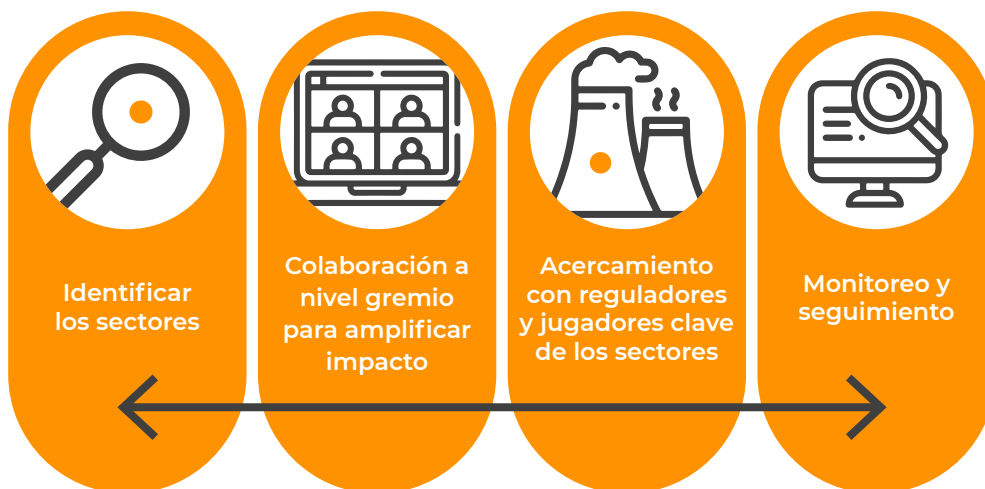 Identificar
los sectores
Colaboración a
nivel gremio
para amplificar
impacto
Acercamiento
con reguladores
y jugadores clave
de los sectores
Monitoreo y
seguimiento